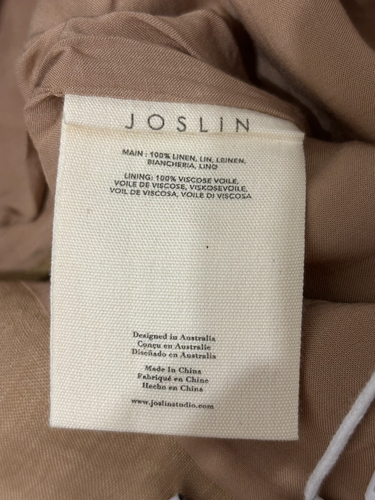 JOSLIN
MAIN : 100% LINEN, LIN, LEINEN,
BIANCHERIA, LINO
LINING: 100% VISCOSE VOILE,
VOILE DE VISCOSE, VISKOSEVOILE,
VOIL DE VISCOSA, VOILE DI VISCOSA
Designed in Australia
Conçu en Australie
Diseñado en Australia
Made In China
Fabriqué en Chine
Hecho en China
www.joslinstudio.com